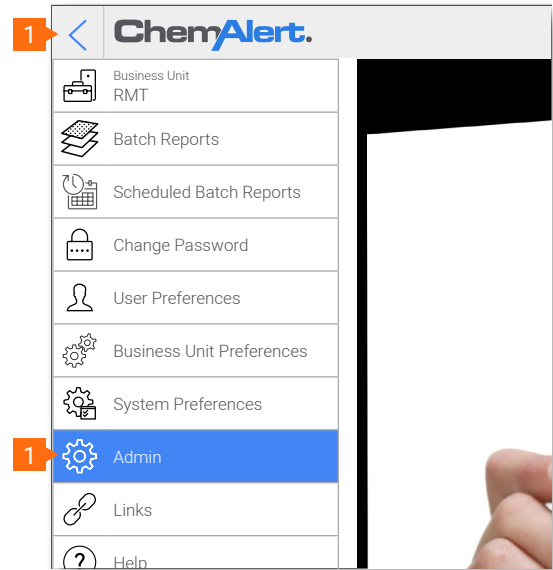 1
ChemAlert.
Business Unit
RMT
Batch Reports
Scheduled Batch Reports
Change Password
User Preferences
Business Unit Preferences
System Preferences
1
Admin
Links
?
Help